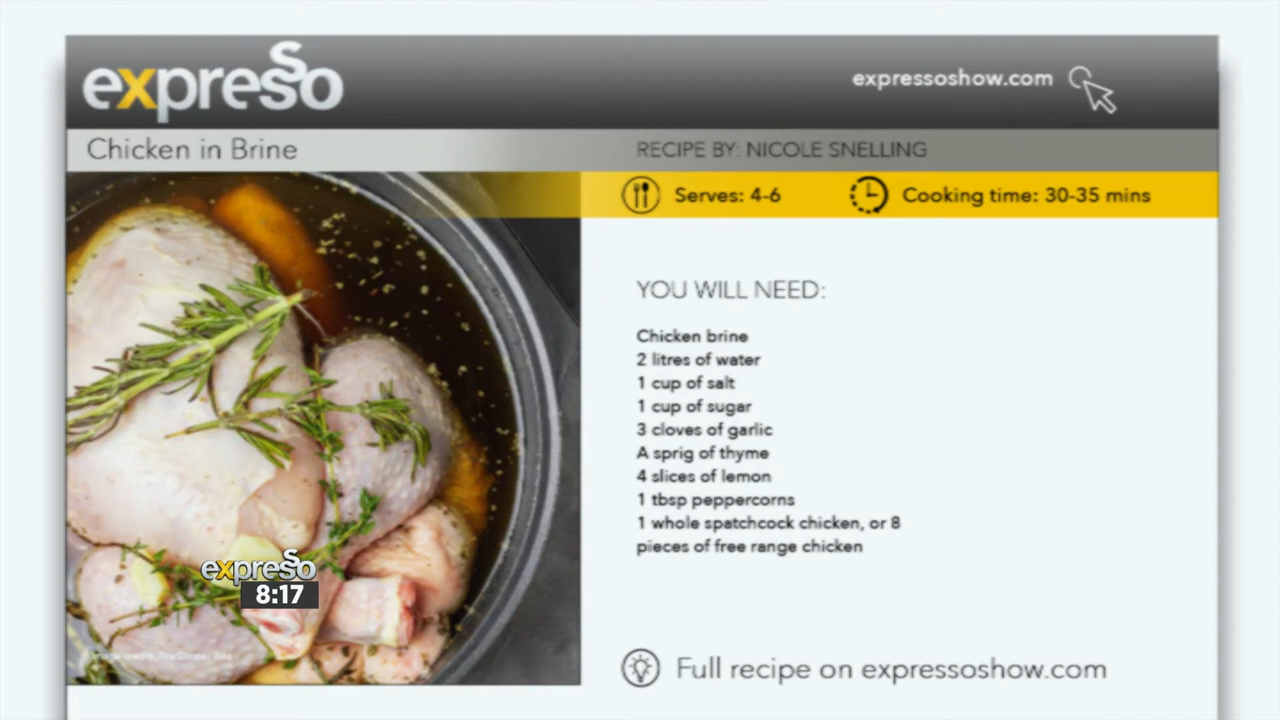 expresso
expressoshow.com
Chicken in Brine
RECIPE BY: NICOLE SNELLING
Serves: 4-6
Cooking time: 30-35 mins
YOU WILL NEED:
Chicken brine
2 litres of water
1 cup of salt
1 cup of sugar
3 cloves of garlic
A sprig of thyme
4 slices of lemon
1 tbsp peppercorns
1 whole spatchcock chicken, or 8
pieces of free range chicken
expresso
8:17
Full recipe on expressoshow.com